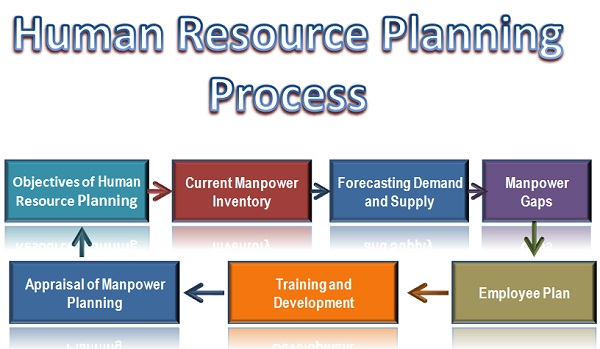 Human Resource Planning
Process
Objectives of Human
Resource Planning
Current Manpower
Inventory
Forecasting Demand
and Supply
Manpower
Gaps
Employee Plan
Training and
Development
Appraisal of Manpower
Planning